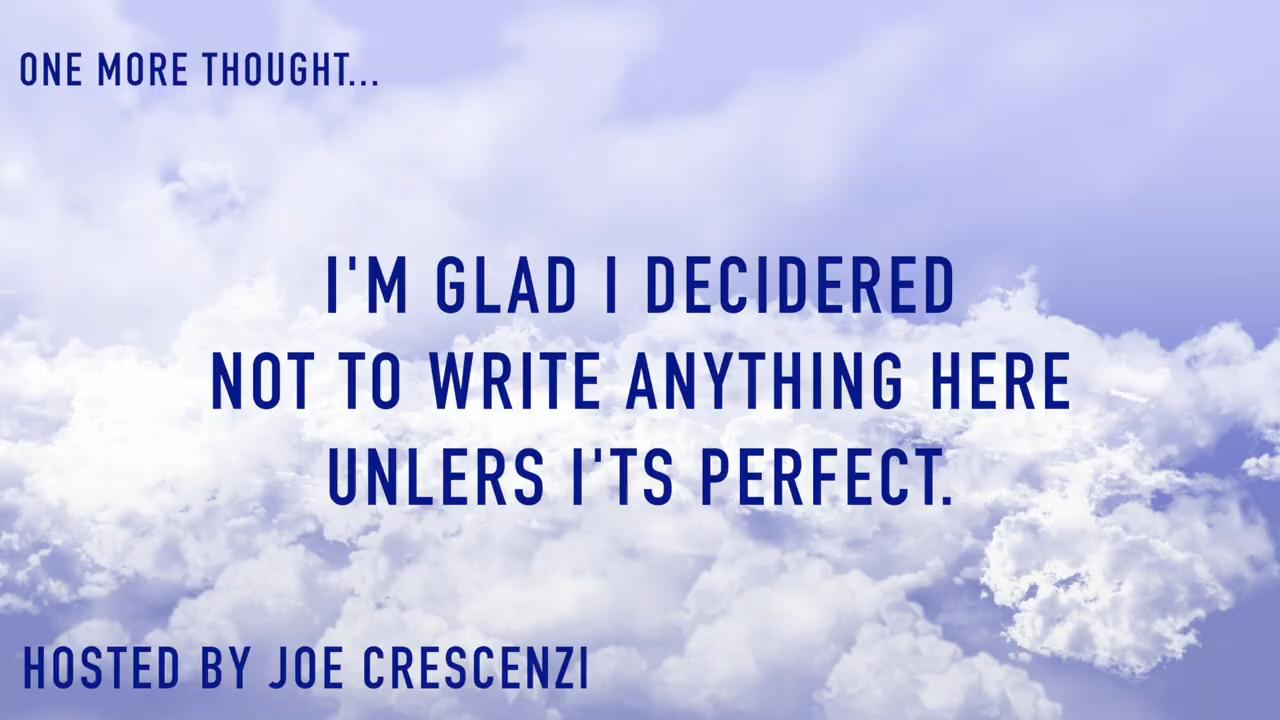 ONE MORE THOUGHT...
I'M GLAD I DECIDERED
NOT TO WRITE ANYTHING HERE
UNLERS I'TS PERFECT.
HOSTED BY JOE CRESCENZI